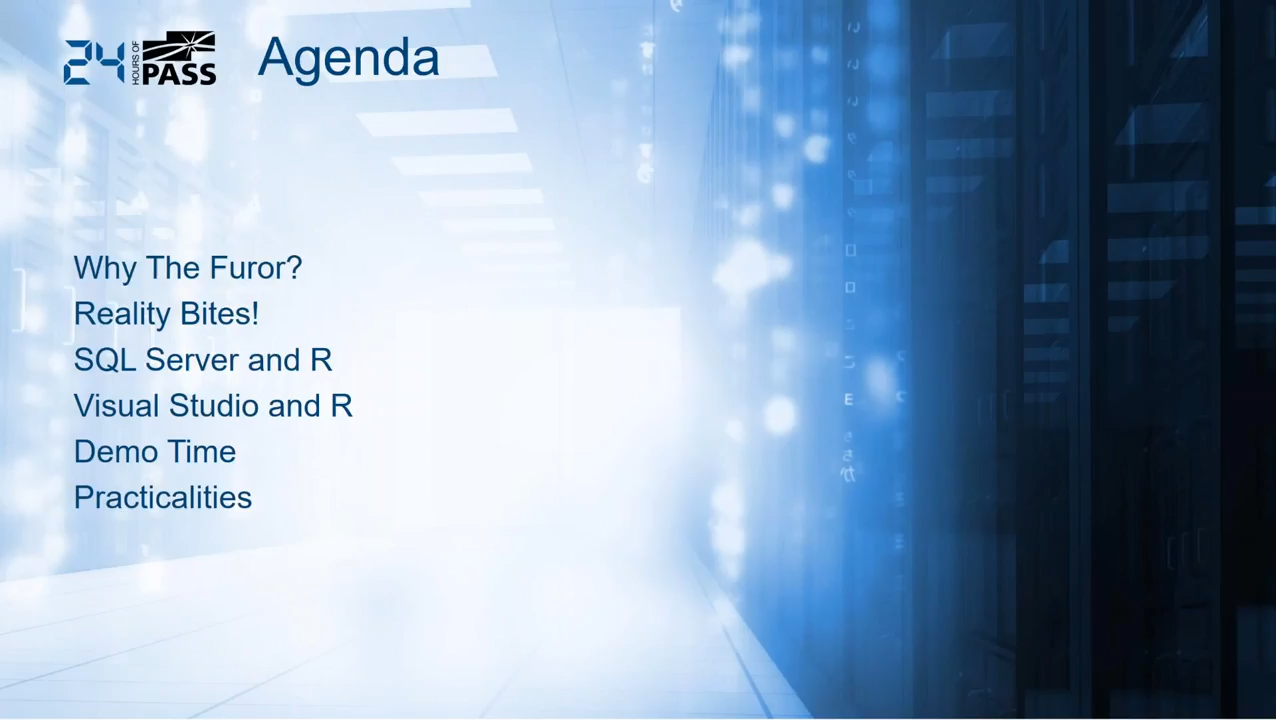 24 HOURS OF PASS
Agenda
Why The Furor?
Reality Bites!
SQL Server and R
Visual Studio and R
Demo Time
Practicalities